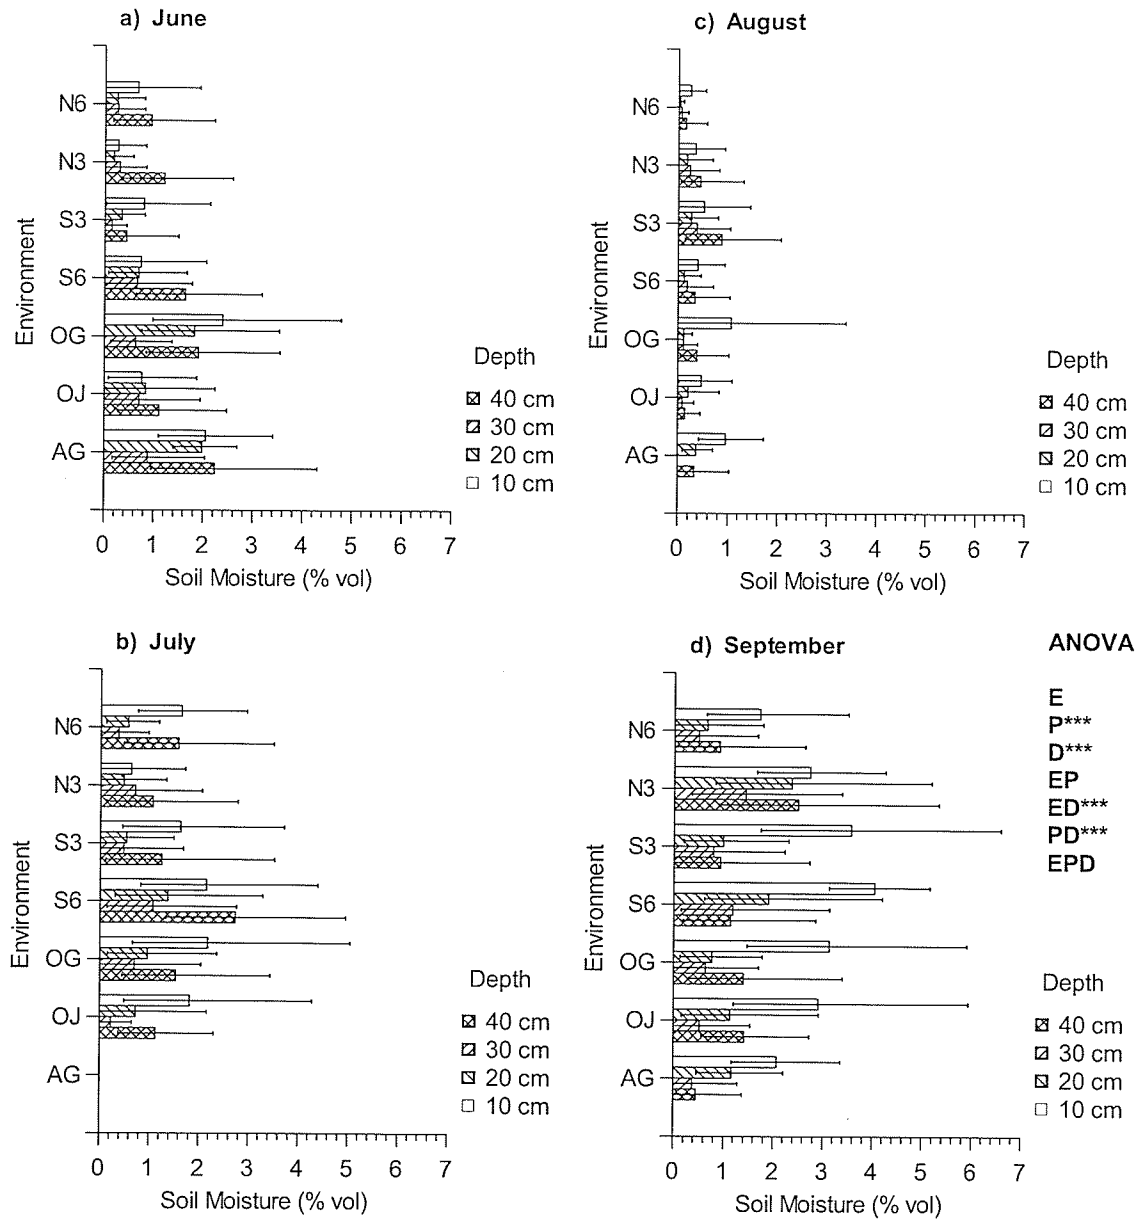 a) June
Environment
N6
N3
S3
S6
OG
OJ
AG
0 1 2 3 4 5 6 7
Soil Moisture (% vol)
Depth
40 cm
30 cm
20 cm
10 cm
c) August
Environment
N6
N3
S3
S6
OG
OJ
AG
0 1 2 3 4 5 6 7
Soil Moisture (% vol)
Depth
40 cm
30 cm
20 cm
10 cm
b) July
Environment
N6
N3
S3
S6
OG
OJ
AG
0 1 2 3 4 5 6 7
Soil Moisture (% vol)
Depth
40 cm
30 cm
20 cm
10 cm
d) September
Environment
N6
N3
S3
S6
OG
OJ
AG
0 1 2 3 4 5 6 7
Soil Moisture (% vol)
ANOVA
E
P***
D***
EP
ED***
PD***
EPD
Depth
40 cm
30 cm
20 cm
10 cm